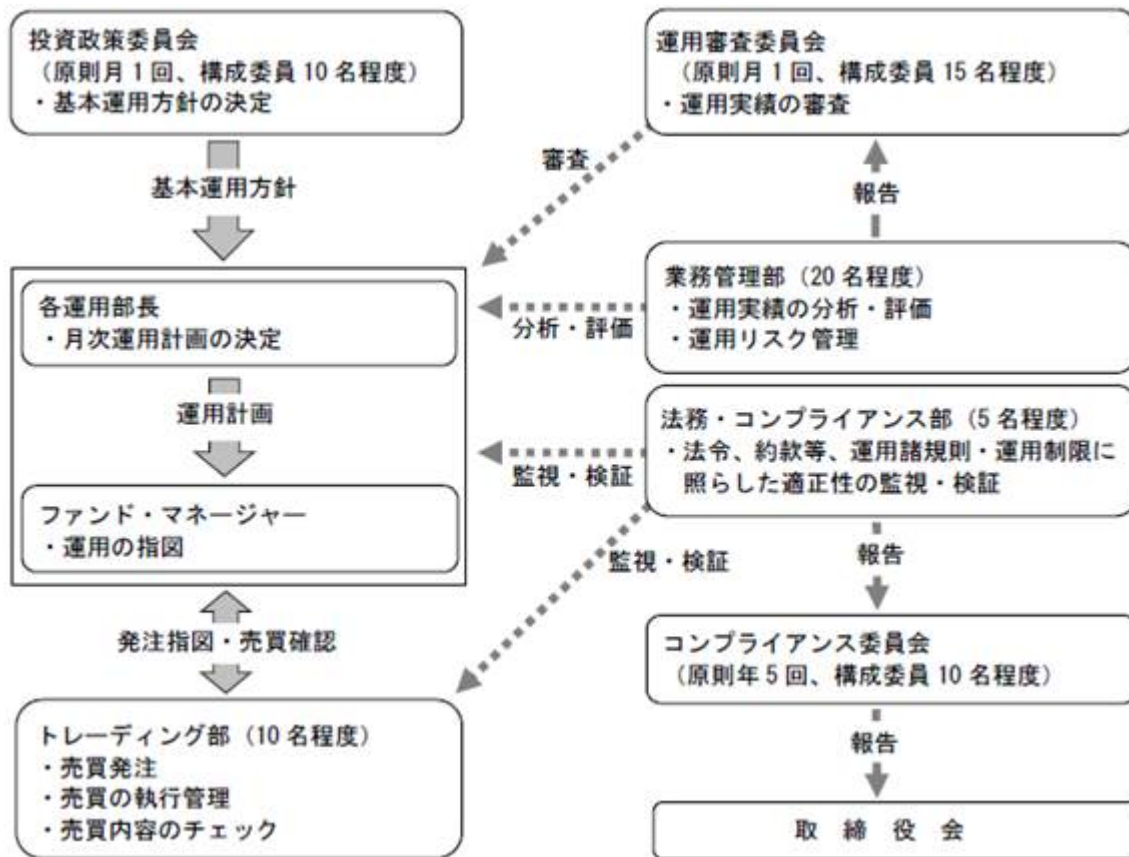 投資政策委員会
（原則月1回、構成委員10名程度）
・基本運用方針の決定
基本運用方針
各運用部長
・月次運用計画の決定
運用計画
ファンド・マネージャー
・運用の指図
発注指図・売買確認
トレーディング部（10名程度）
・売買発注
・売買の執行管理
・売買内容のチェック
運用審査委員会
（原則月1回、構成委員15名程度）
・運用実績の審査
審査
報告
業務管理部（20名程度）
・運用実績の分析・評価
・運用リスク管理
分析・評価
法務・コンプライアンス部（5名程度）
・法令、約款等、運用諸規則・運用制限に
照らした適正性の監視・検証
監視・検証
監視・検証
報告
コンプライアンス委員会
（原則年5回、構成委員10名程度）
報告
取締役会